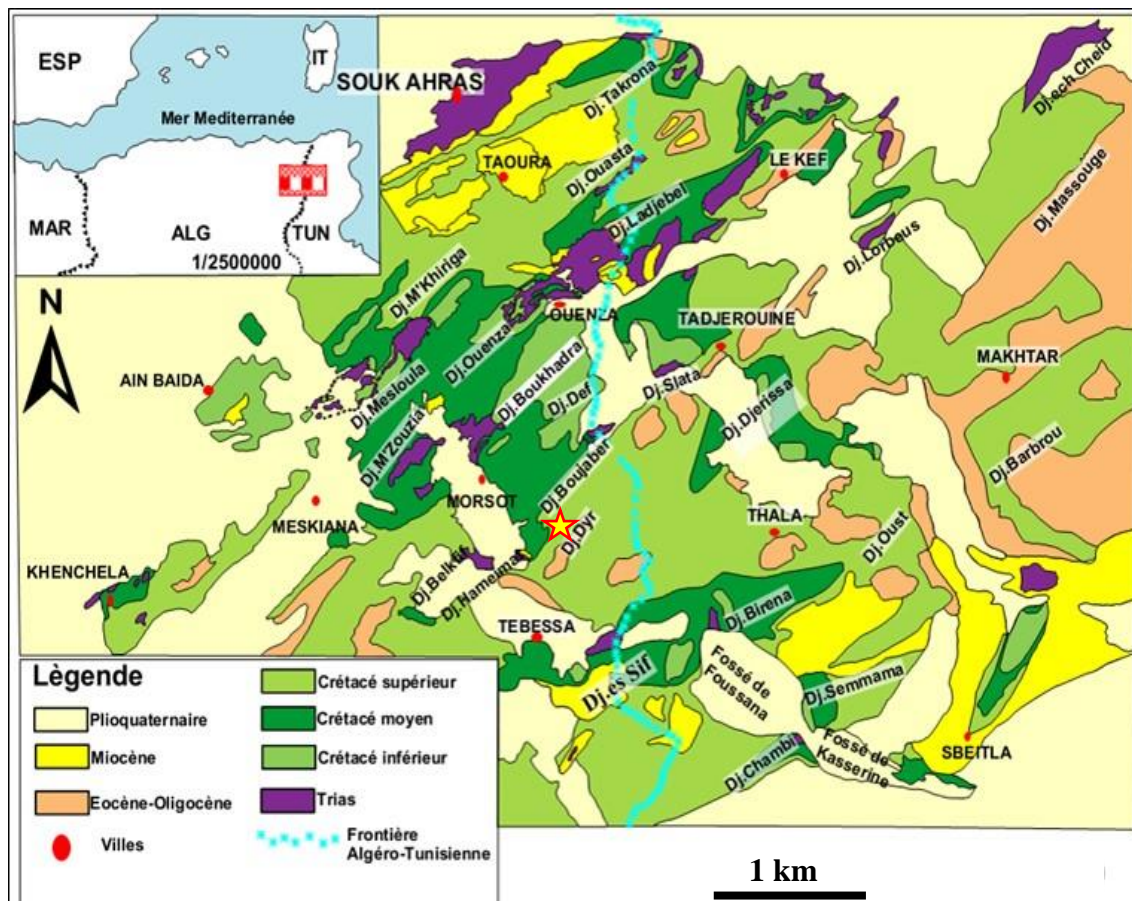 ESP
IT
Mer Mediterranée
MAR
ALG
TUN
1/2500000
N
SOUK AHRAS
TAOURA
Dj.Takrona
Dj.Ouasta
Dj.Ladjebel
LE KEF
Dj.ech Cheid
Dj.Massouge
Dj.Lorbeus
Dj.M'Khiriga
Dj.Ouenza
OUENZA
TADJEROUINE
MAKHTAR
AIN BAIDA
Dj.Mesloula
Dj.Boukhadra
Dj.Def
Dj.Slata
Dj.Djerissa
Dj.M'Zouzia
Dj.Barbrou
MORSOT
Dj.Boujaber
MESKIANA
Dj.Dyr
THALA
Dj.Oust
KHENCHELA
Dj.Belkfif
Dj.Hameimat
TEBESSA
Dj.Birena
Dj.es Sif
Fossé de
Foussana
Dj.Semmama
Dj.Chambi
Fossé de
Kasserine
SBEITLA
Lègende
Plioquaternaire
Miocène
Eocène-Oligocène
Villes
Crétacé supérieur
Crétacé moyen
Crétacé inférieur
Trias
Frontière
Algéro-Tunisienne
1 km